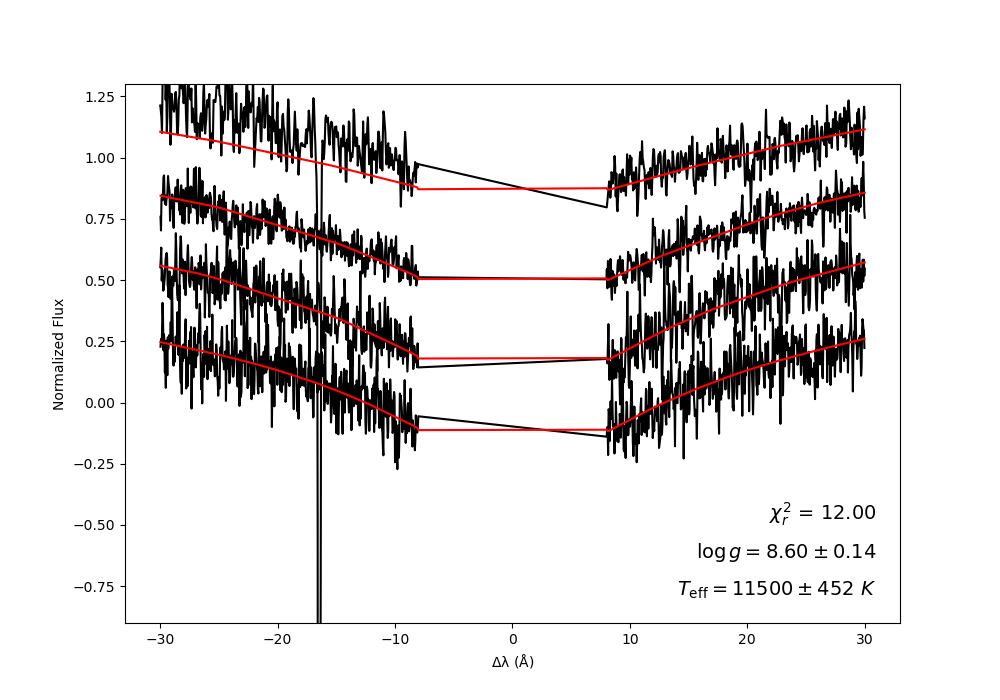 1.25
1.00
0.75
0.50
0.25
0.00
−0.25
−0.50
−0.75
Normalized Flux
χ²ᵣ = 12.00
log g = 8.60 ± 0.14
T_eff = 11500 ± 452 K
−30 −20 −10 0 10 20 30
Δλ (Å)